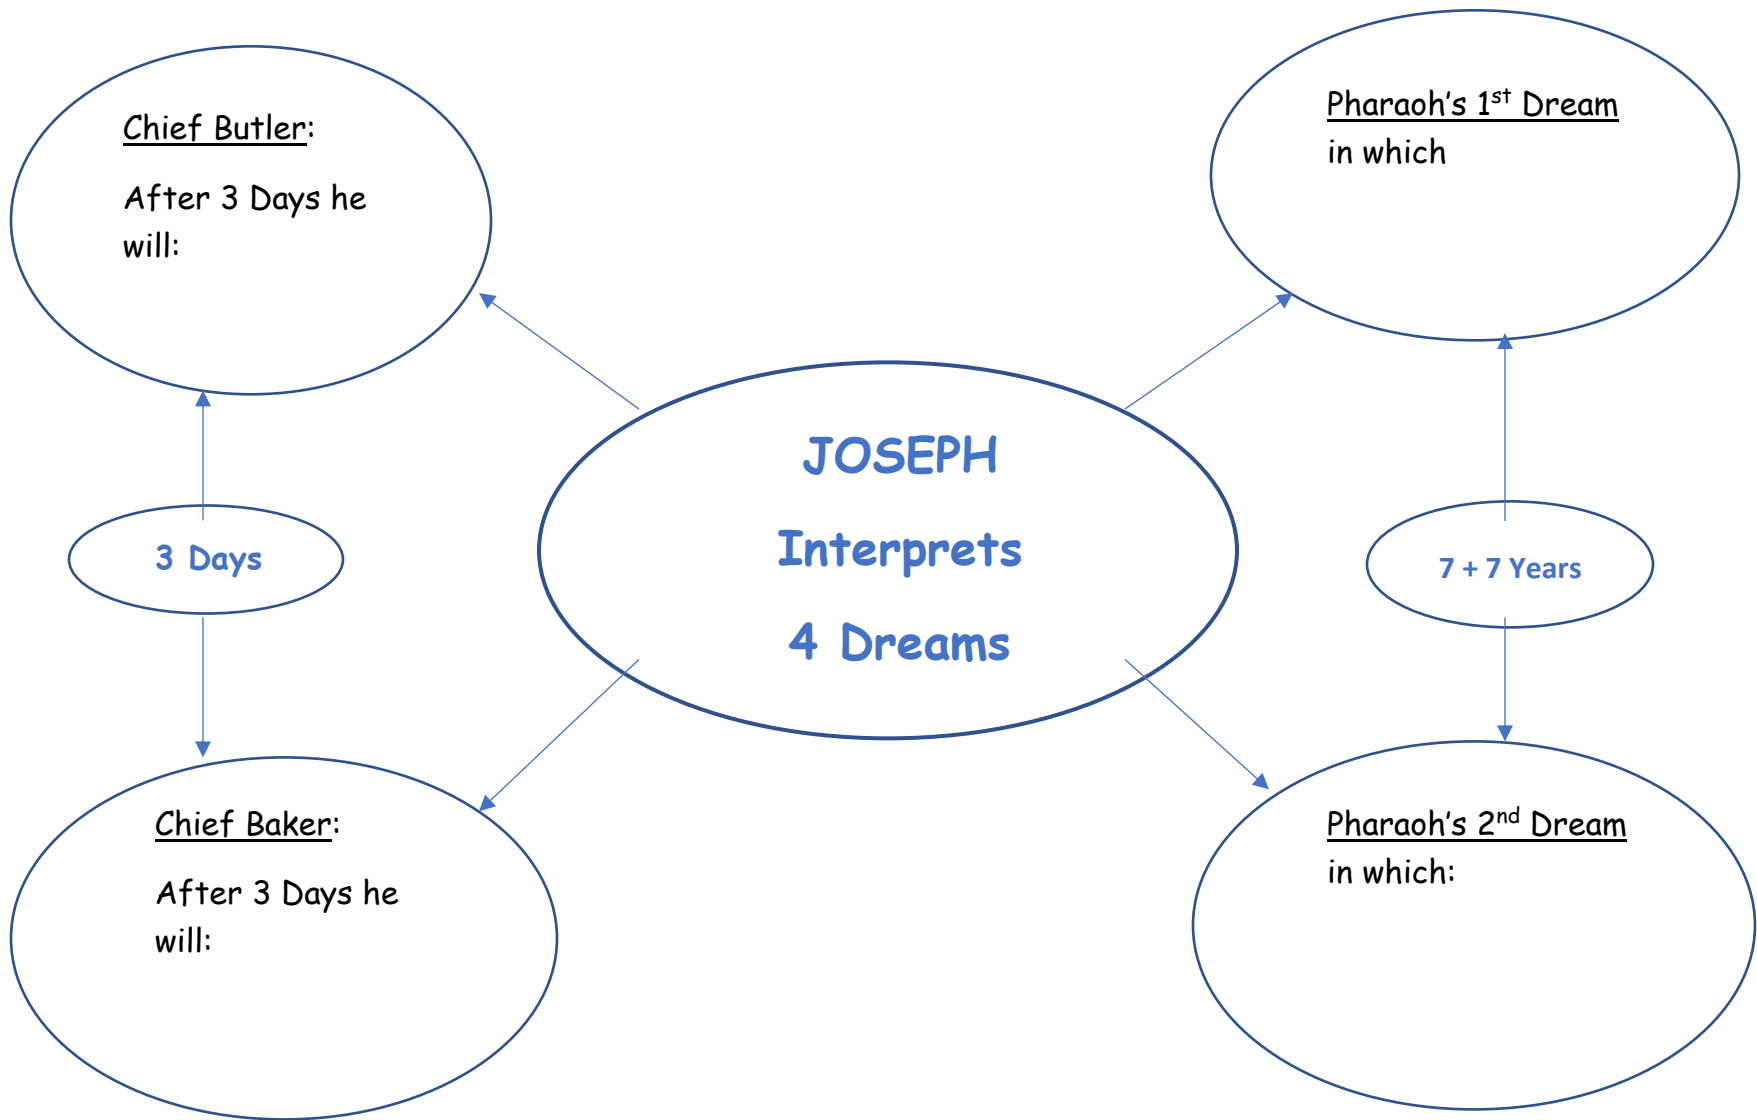 Chief Butler:
After 3 Days he
will:
Pharaoh's 1st Dream
in which
JOSEPH
Interprets
4 Dreams
3 Days
7 + 7 Years
Chief Baker:
After 3 Days he
will:
Pharaoh's 2nd Dream
in which: